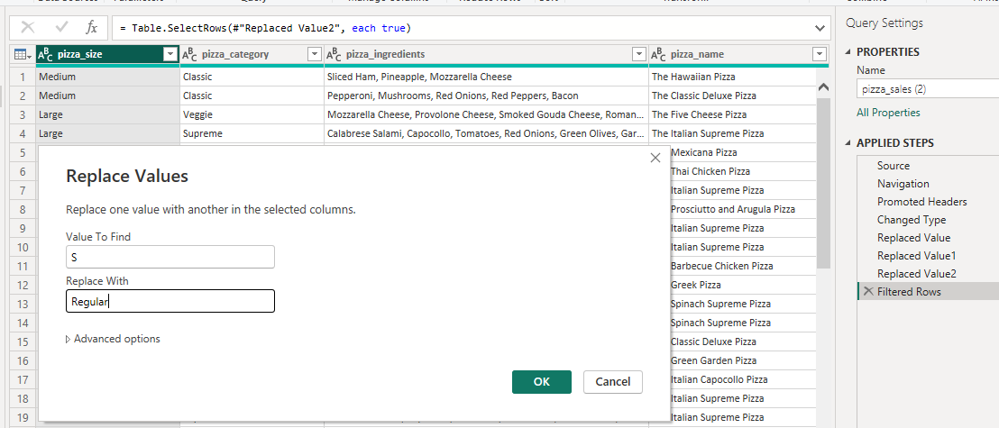 = Table.SelectRows(#"Replaced Value2", each true)
Query Settings
PROPERTIES
Name
pizza_sales (2)
All Properties
APPLIED STEPS
Source
Navigation
Promoted Headers
Changed Type
Replaced Value
Replaced Value1
Replaced Value2
Filtered Rows
pizza_size pizza_category pizza_ingredients pizza_name
1 Medium Classic Sliced Ham, Pineapple, Mozzarella Cheese The Hawaiian Pizza
2 Medium Classic Pepperoni, Mushrooms, Red Onions, Red Peppers, Bacon The Classic Deluxe Pizza
3 Large Veggie Mozzarella Cheese, Provolone Cheese, Smoked Gouda Cheese, Roman... The Five Cheese Pizza
4 Large Supreme Calabrese Salami, Capocollo, Tomatoes, Red Onions, Green Olives, Gar... The Italian Supreme Pizza
5 Mexicana Pizza
6 Thai Chicken Pizza
7 Italian Supreme Pizza
8 Prosciutto and Arugula Pizza
9 Italian Supreme Pizza
10 Italian Supreme Pizza
11 Barbecue Chicken Pizza
12 Greek Pizza
13 Spinach Supreme Pizza
14 Spinach Supreme Pizza
15 Classic Deluxe Pizza
16 Green Garden Pizza
17 Italian Capocollo Pizza
18 Italian Supreme Pizza
19 Italian Supreme Pizza
Replace Values
Replace one value with another in the selected columns.
Value To Find
S
Replace With
Regular
Advanced options
OK Cancel